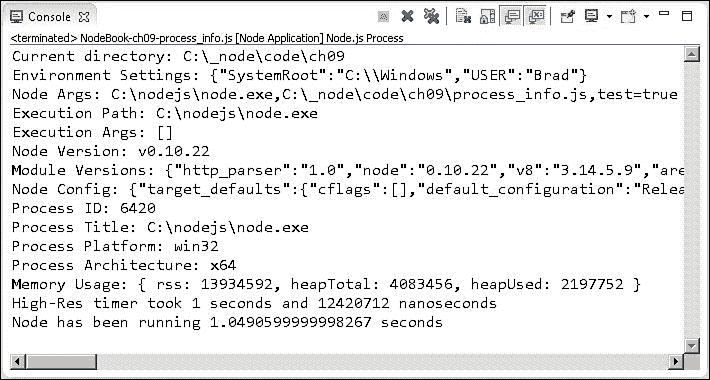 Console
<terminated> NodeBook-ch09-process_info.js [Node Application] Node.js Process
Current directory: C:\_node\code\ch09
Environment Settings: {"SystemRoot":"C:\\Windows","USER":"Brad"}
Node Args: C:\nodejs\node.exe,C:\_node\code\ch09\process_info.js,test=true
Execution Path: C:\nodejs\node.exe
Execution Args: []
Node Version: v0.10.22
Module Versions: {"http_parser":"1.0","node":"0.10.22","v8":"3.14.5.9","are
Node Config: {"target_defaults":{"cflags":[],"default_configuration":"Relea
Process ID: 6420
Process Title: C:\nodejs\node.exe
Process Platform: win32
Process Architecture: x64
Memory Usage: { rss: 13934592, heapTotal: 4083456, heapUsed: 2197752 }
High-Res timer took 1 seconds and 12420712 nanoseconds
Node has been running 1.0490599999998267 seconds